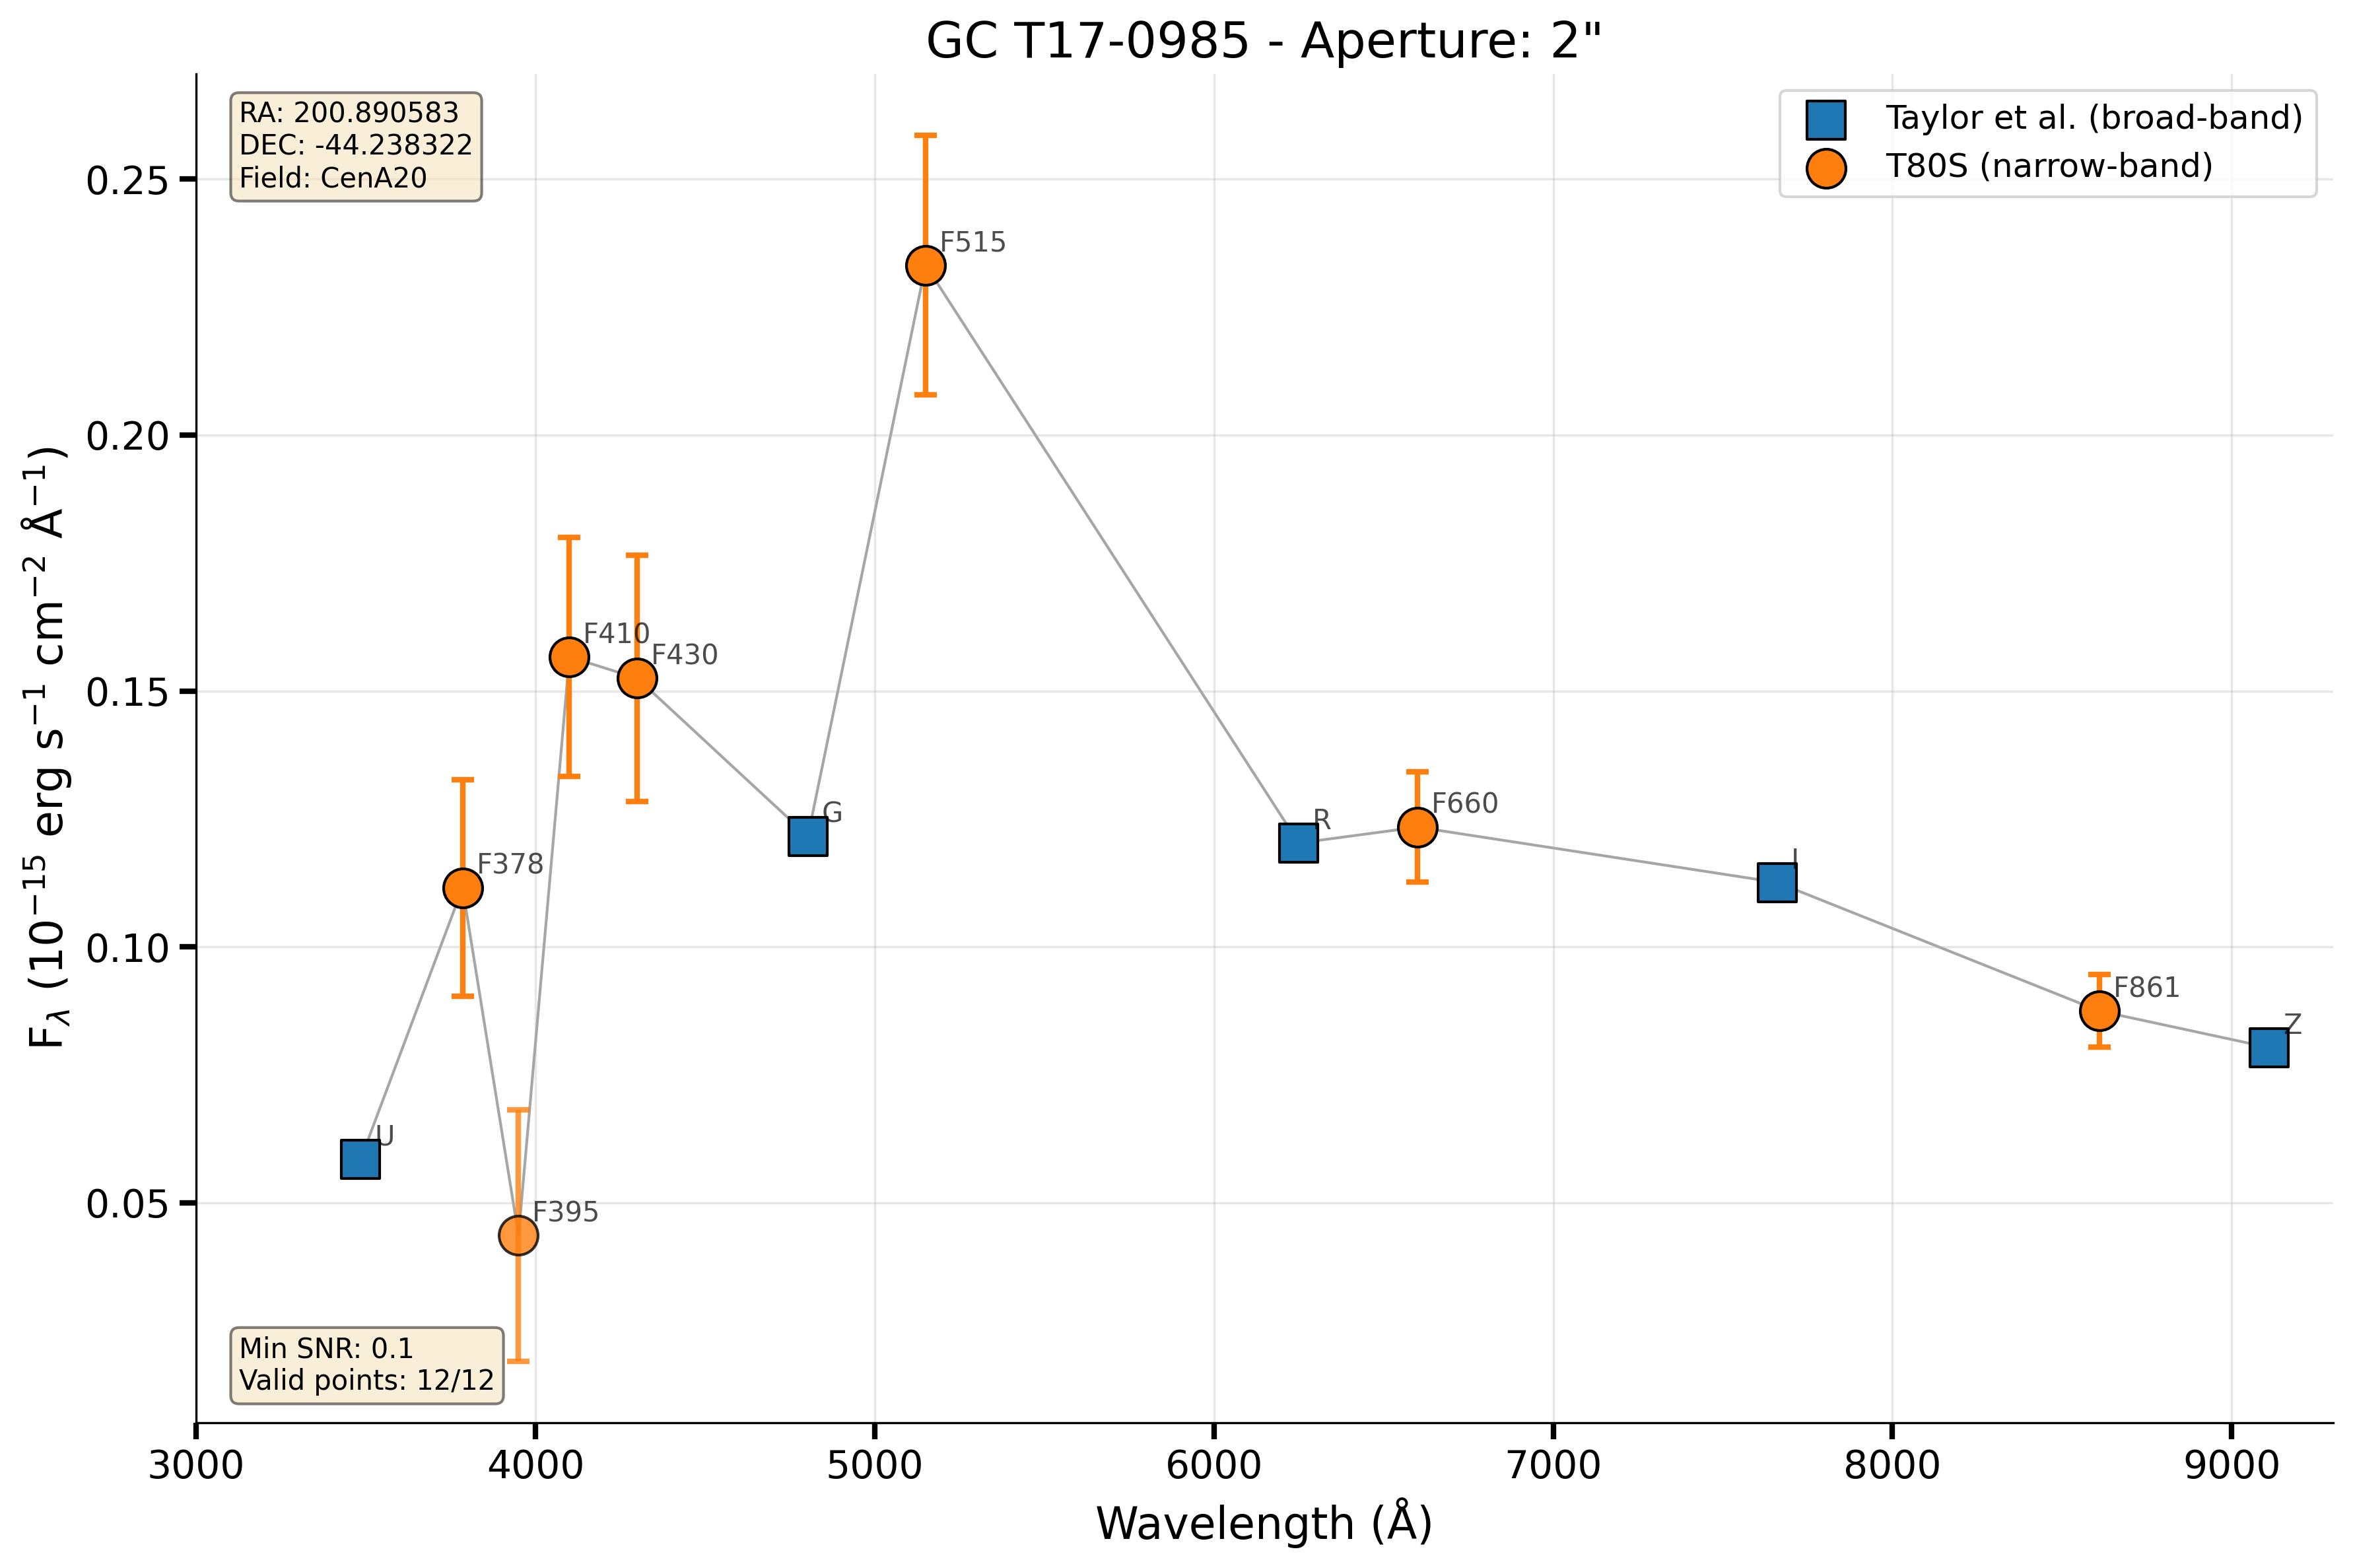 GC T17-0985 - Aperture: 2"
RA: 200.890583
DEC: -44.238322
Field: CenA20
Taylor et al. (broad-band)
T80S (narrow-band)
F515
F410
F430
F378
F395
F660
F861
U
G
R
I
Z
0.25
0.20
0.15
0.10
0.05
Fλ (10⁻¹⁵ erg s⁻¹ cm⁻² Å⁻¹)
Min SNR: 0.1
Valid points: 12/12
3000 4000 5000 6000 7000 8000 9000
Wavelength (Å)